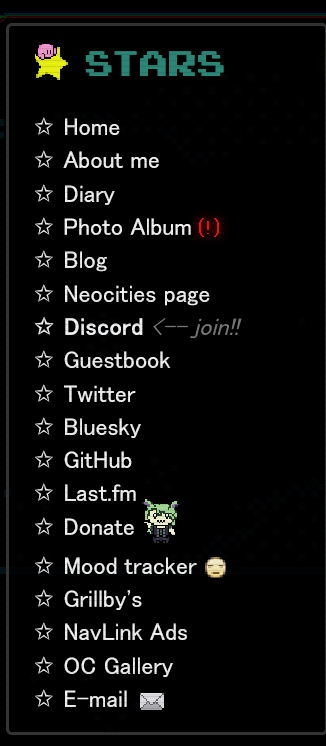 STARS
☆ Home
☆ About me
☆ Diary
☆ Photo Album (!)
☆ Blog
☆ Neocities page
☆ Discord <-- join!!
☆ Guestbook
☆ Twitter
☆ Bluesky
☆ GitHub
☆ Last.fm
☆ Donate
☆ Mood tracker
☆ Grillby's
☆ NavLink Ads
☆ OC Gallery
☆ E-mail